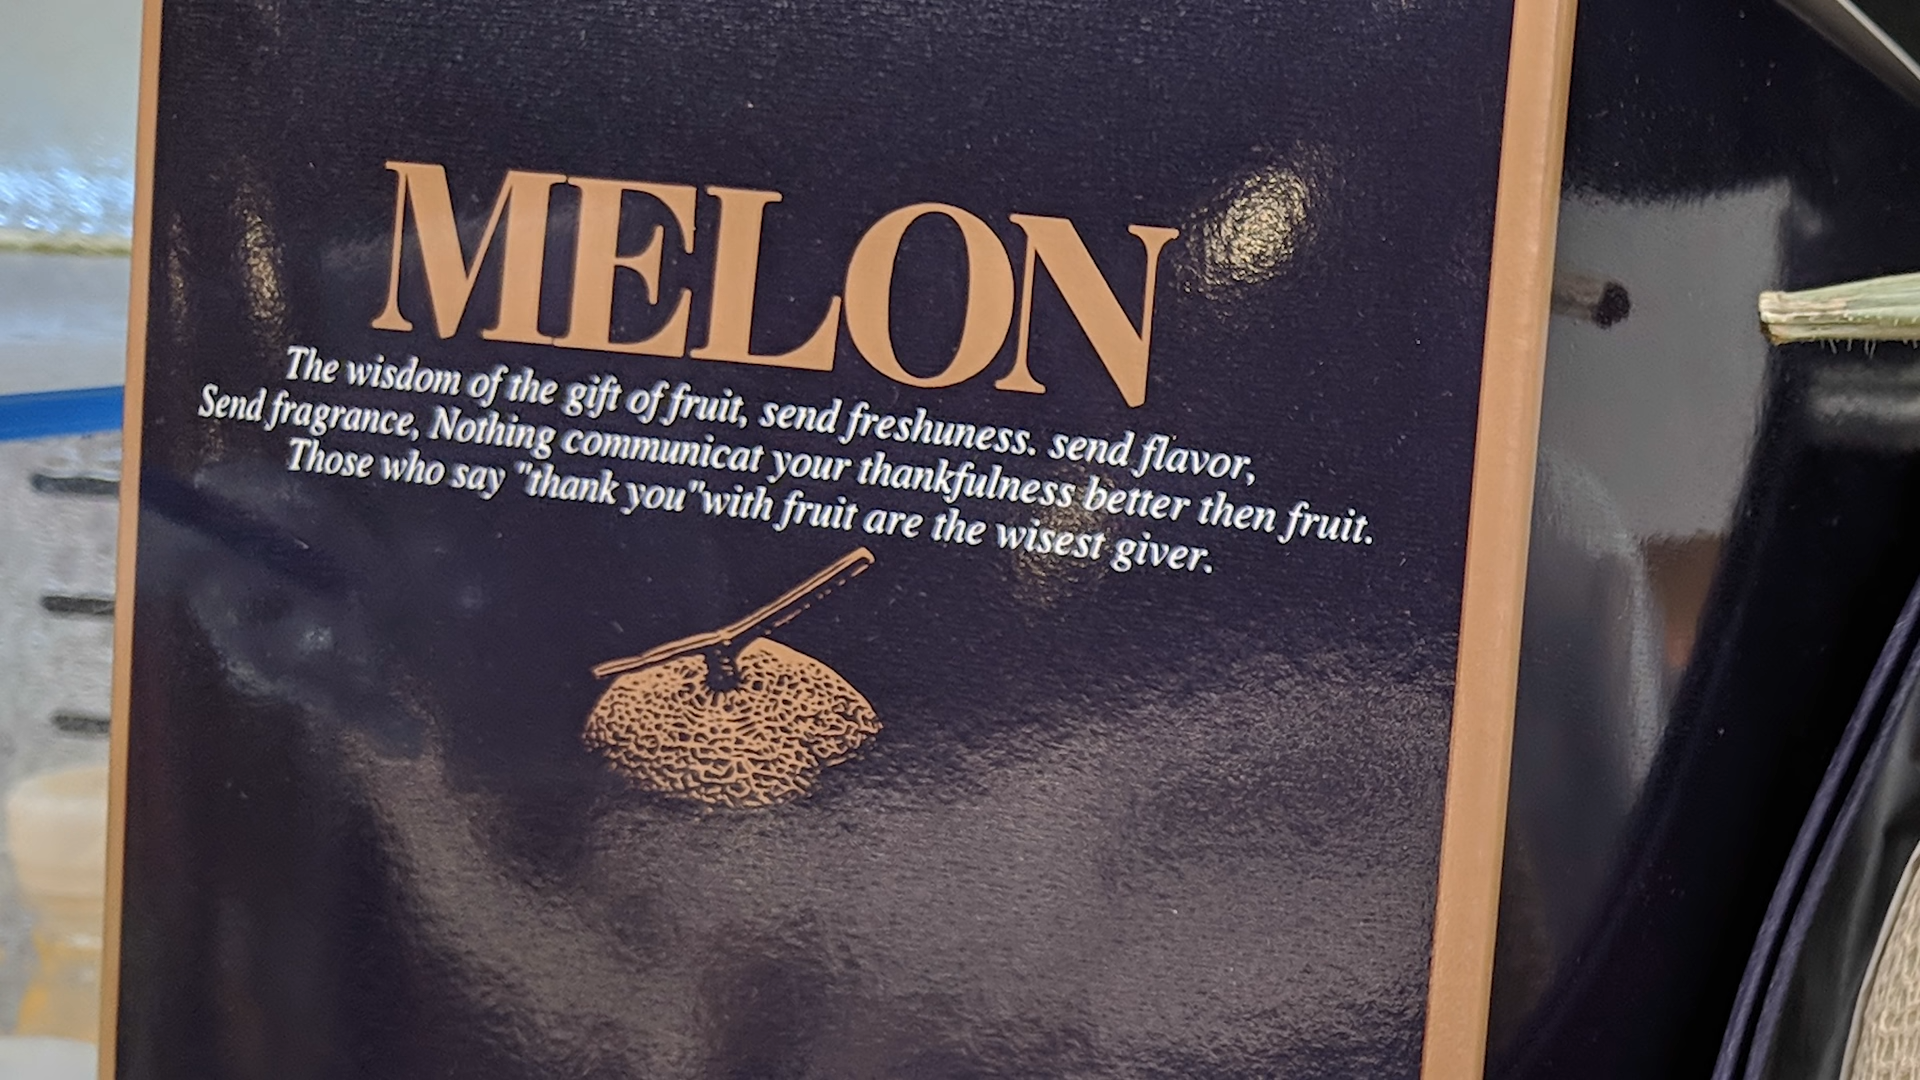 MELON
The wisdom of the gift of fruit, send freshuness. send flavor,
Send fragrance, Nothing communicat your thankfulness better then fruit.
Those who say "thank you"with fruit are the wisest giver.